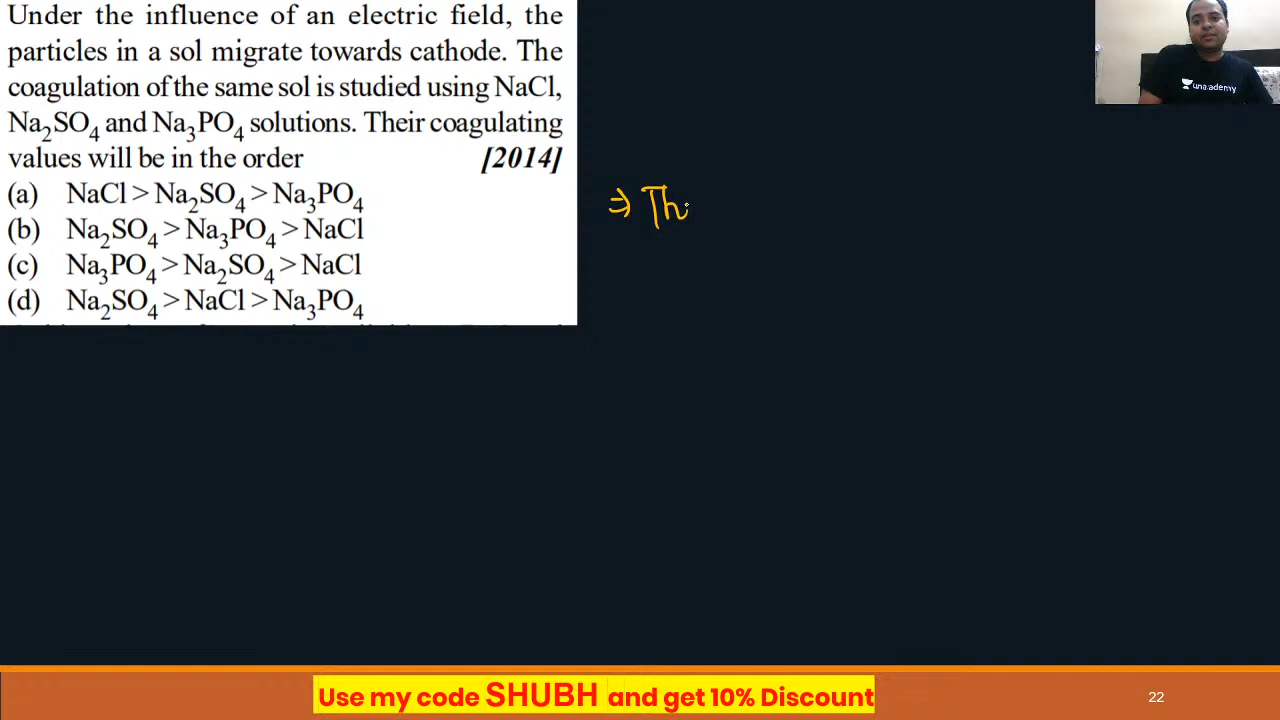 Under the influence of an electric field, the
particles in a sol migrate towards cathode. The
coagulation of the same sol is studied using NaCl,
Na₂SO₄ and Na₃PO₄ solutions. Their coagulating
values will be in the order [2014]
(a) NaCl > Na₂SO₄ > Na₃PO₄
(b) Na₂SO₄ > Na₃PO₄ > NaCl
(c) Na₃PO₄ > Na₂SO₄ > NaCl
(d) Na₂SO₄ > NaCl > Na₃PO₄
⇒ Th
unacademy
Use my code SHUBH and get 10% Discount
22